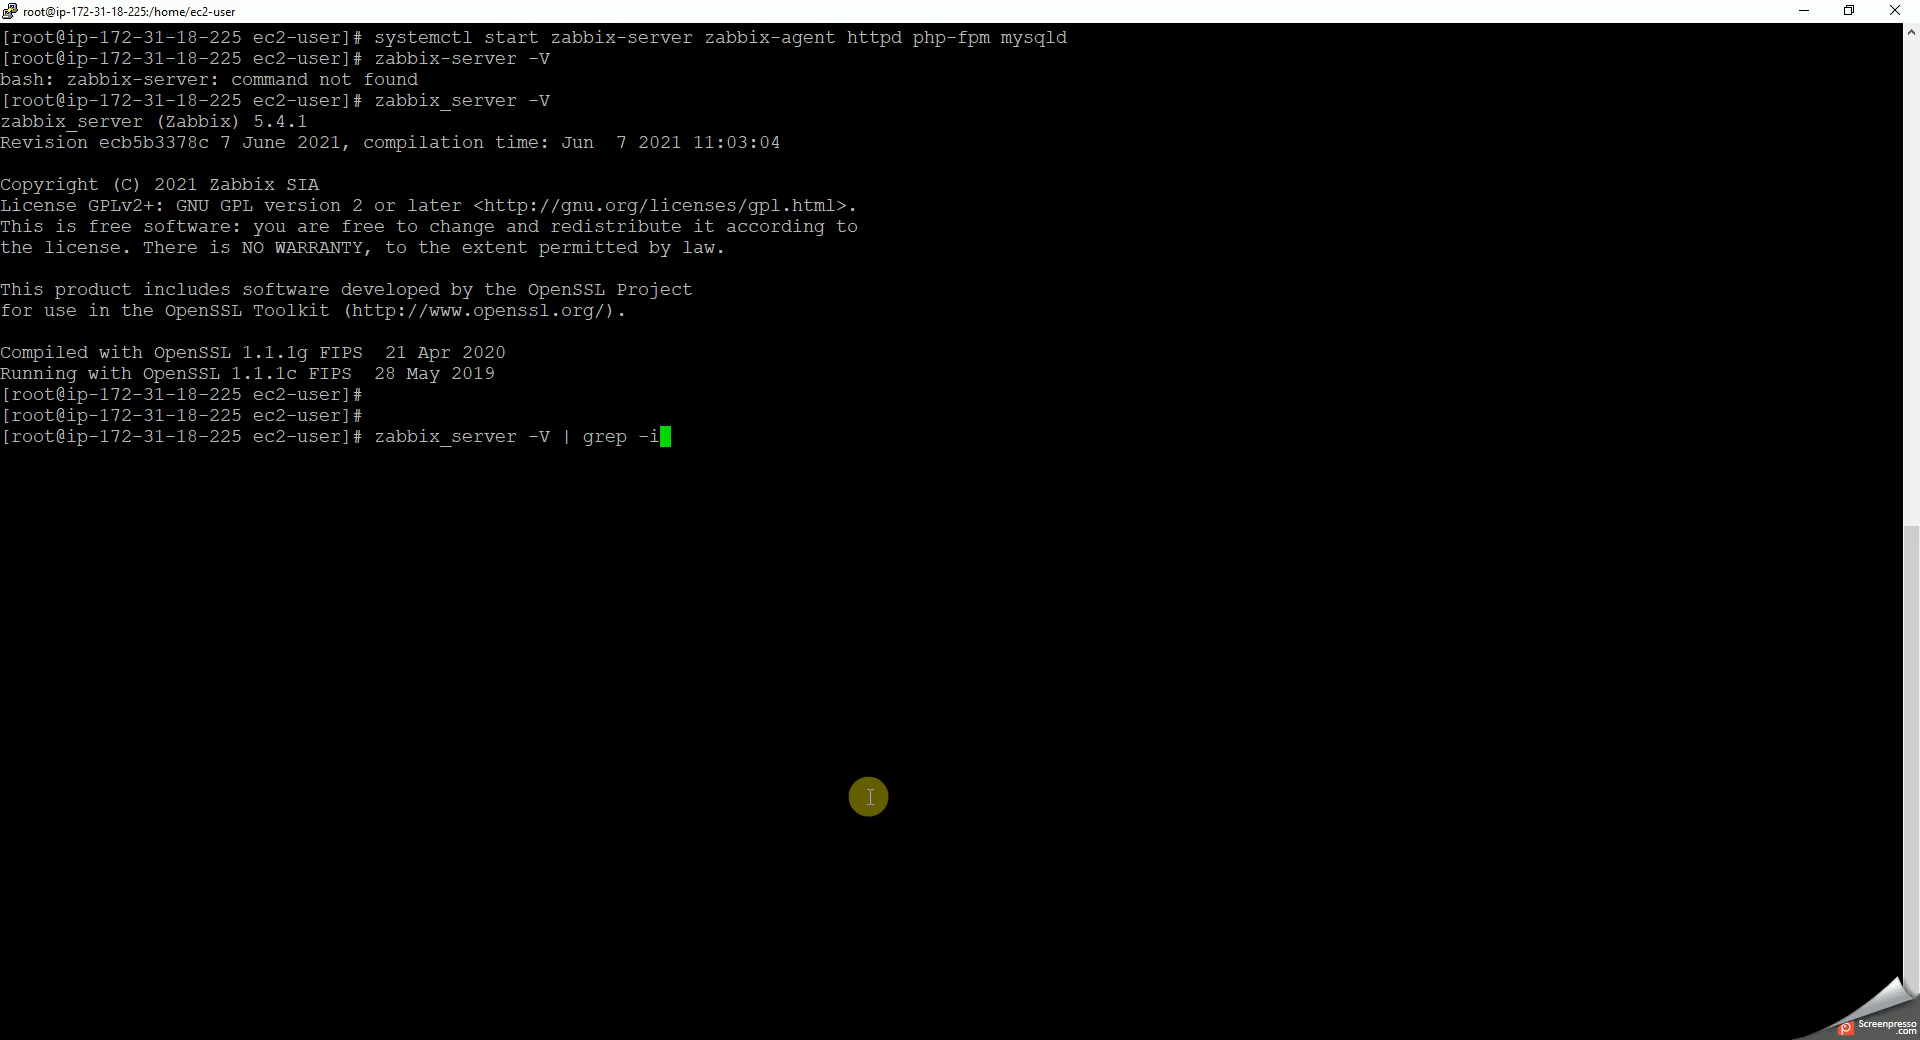 root@ip-172-31-18-225:/home/ec2-user
[root@ip-172-31-18-225 ec2-user]# systemctl start zabbix-server zabbix-agent httpd php-fpm mysqld
[root@ip-172-31-18-225 ec2-user]# zabbix-server -V
bash: zabbix-server: command not found
[root@ip-172-31-18-225 ec2-user]# zabbix_server -V
zabbix_server (Zabbix) 5.4.1
Revision ecb5b3378c 7 June 2021, compilation time: Jun  7 2021 11:03:04
Copyright (C) 2021 Zabbix SIA
License GPLv2+: GNU GPL version 2 or later <http://gnu.org/licenses/gpl.html>.
This is free software: you are free to change and redistribute it according to
the license. There is NO WARRANTY, to the extent permitted by law.
This product includes software developed by the OpenSSL Project
for use in the OpenSSL Toolkit (http://www.openssl.org/).
Compiled with OpenSSL 1.1.1g FIPS  21 Apr 2020
Running with OpenSSL 1.1.1c FIPS  28 May 2019
[root@ip-172-31-18-225 ec2-user]#
[root@ip-172-31-18-225 ec2-user]#
[root@ip-172-31-18-225 ec2-user]# zabbix_server -V | grep -i
Screenpresso
.com